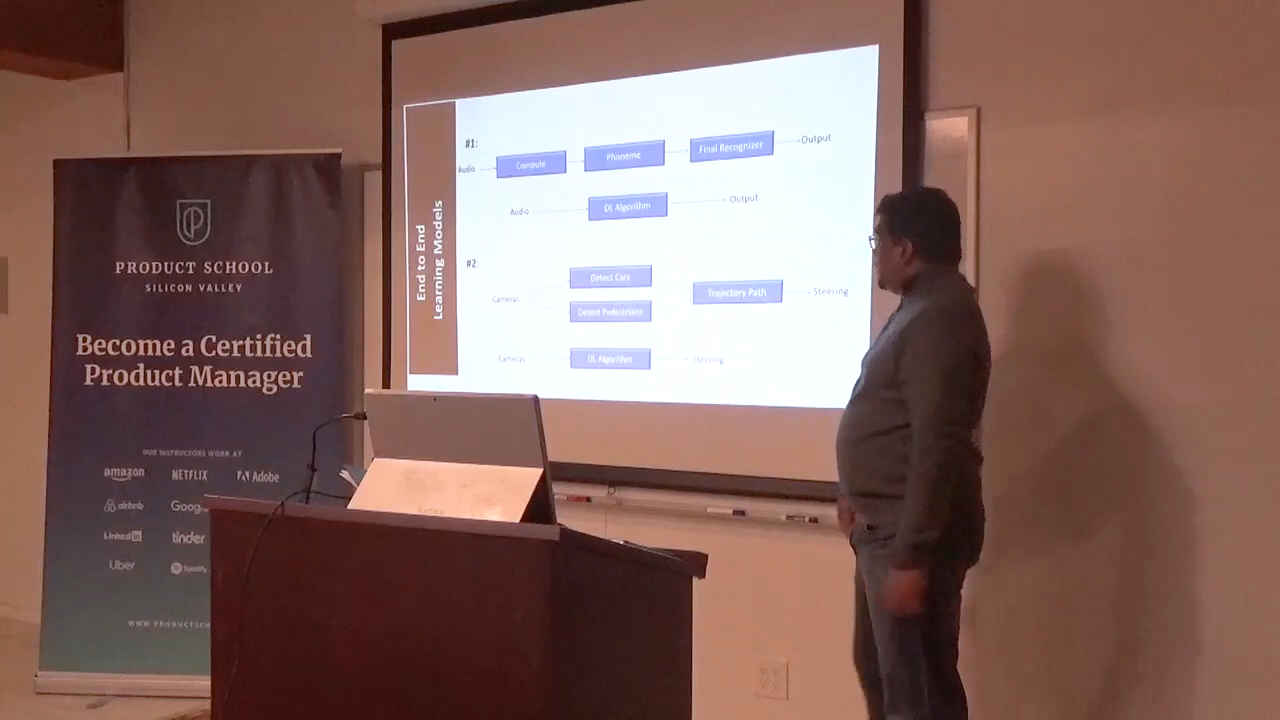 PRODUCT SCHOOL
SILICON VALLEY
Become a Certified
Product Manager
OUR INSTRUCTORS WORK AT
amazon NETFLIX Adobe
airbnb Google
LinkedIn tinder
Uber Spotify
End to End
Learning Models
#1:
Audio Compute Phoneme Final Recognizer Output
Audio DL Algorithm Output
#2
Cameras Detect Cars Trajectory Path Steering
Detect Pedestrians
Cameras DL Algorithm Steering